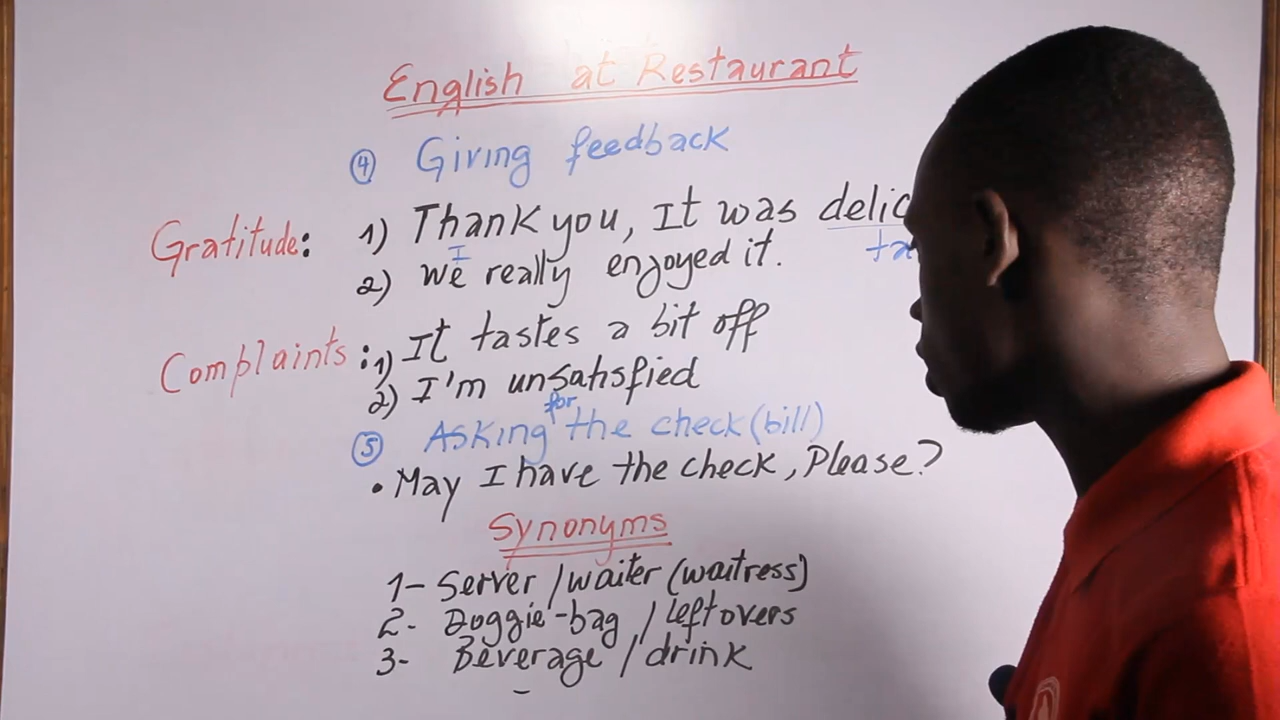 English at Restaurant
④ Giving feedback
Gratitude: 1) Thank you, It was delic
I
ta
2) We really enjoyed it.
Complaints: 1) It tastes a bit off
2) I'm unsatisfied
for
⑤ Asking the check (bill)
• May I have the check, Please?
Synonyms
1- Server / waiter (waitress)
2- Doggie-bag / leftovers
3- Beverage / drink